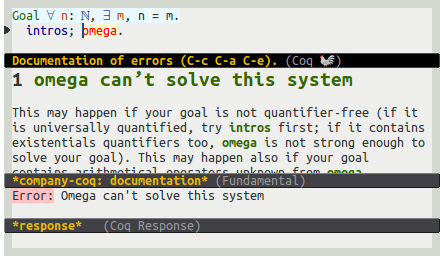 Goal ∀ n: ℕ, ∃ m, n = m.
intros; omega.
Documentation of errors (C-c C-a C-e). (Coq 🐓)
1 omega can’t solve this system
This may happen if your goal is not quantifier-free (if it
is universally quantified, try intros first; if it contains
existentials quantifiers too, omega is not strong enough to
solve your goal). This may happen also if your goal
contains arithmetical operators unknown from omega
*company-coq: documentation* (Fundamental)
Error: Omega can't solve this system
*response* (Coq Response)